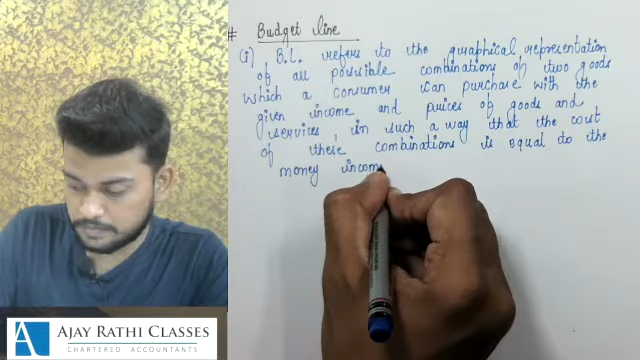 # Budget line
(i) B.L. refers to the graphical representation
of all possible combinations of two goods
which a consumer can purchase with the
given income and prices of goods and
services in such a way that the cost
of these combinations is equal to the
money incom
A AJAY RATHI CLASSES
CHARTERED ACCOUNTANTS